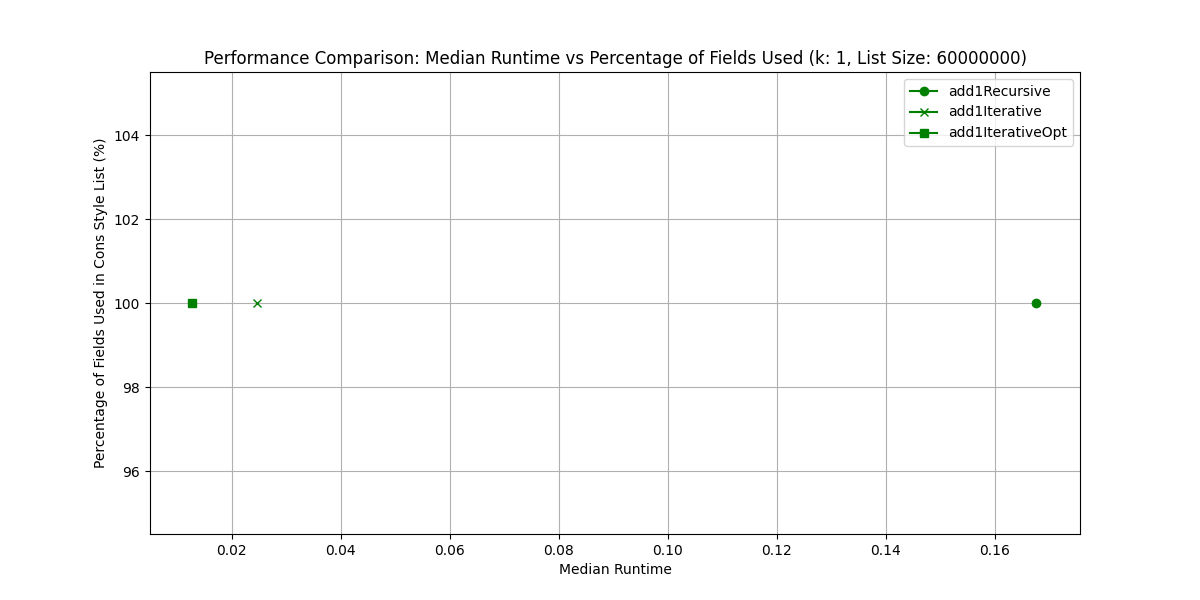 Performance Comparison: Median Runtime vs Percentage of Fields Used (k: 1, List Size: 60000000)
add1Recursive
add1Iterative
add1IterativeOpt
Percentage of Fields Used in Cons Style List (%)
104
102
100
98
96
0.02 0.04 0.06 0.08 0.10 0.12 0.14 0.16
Median Runtime